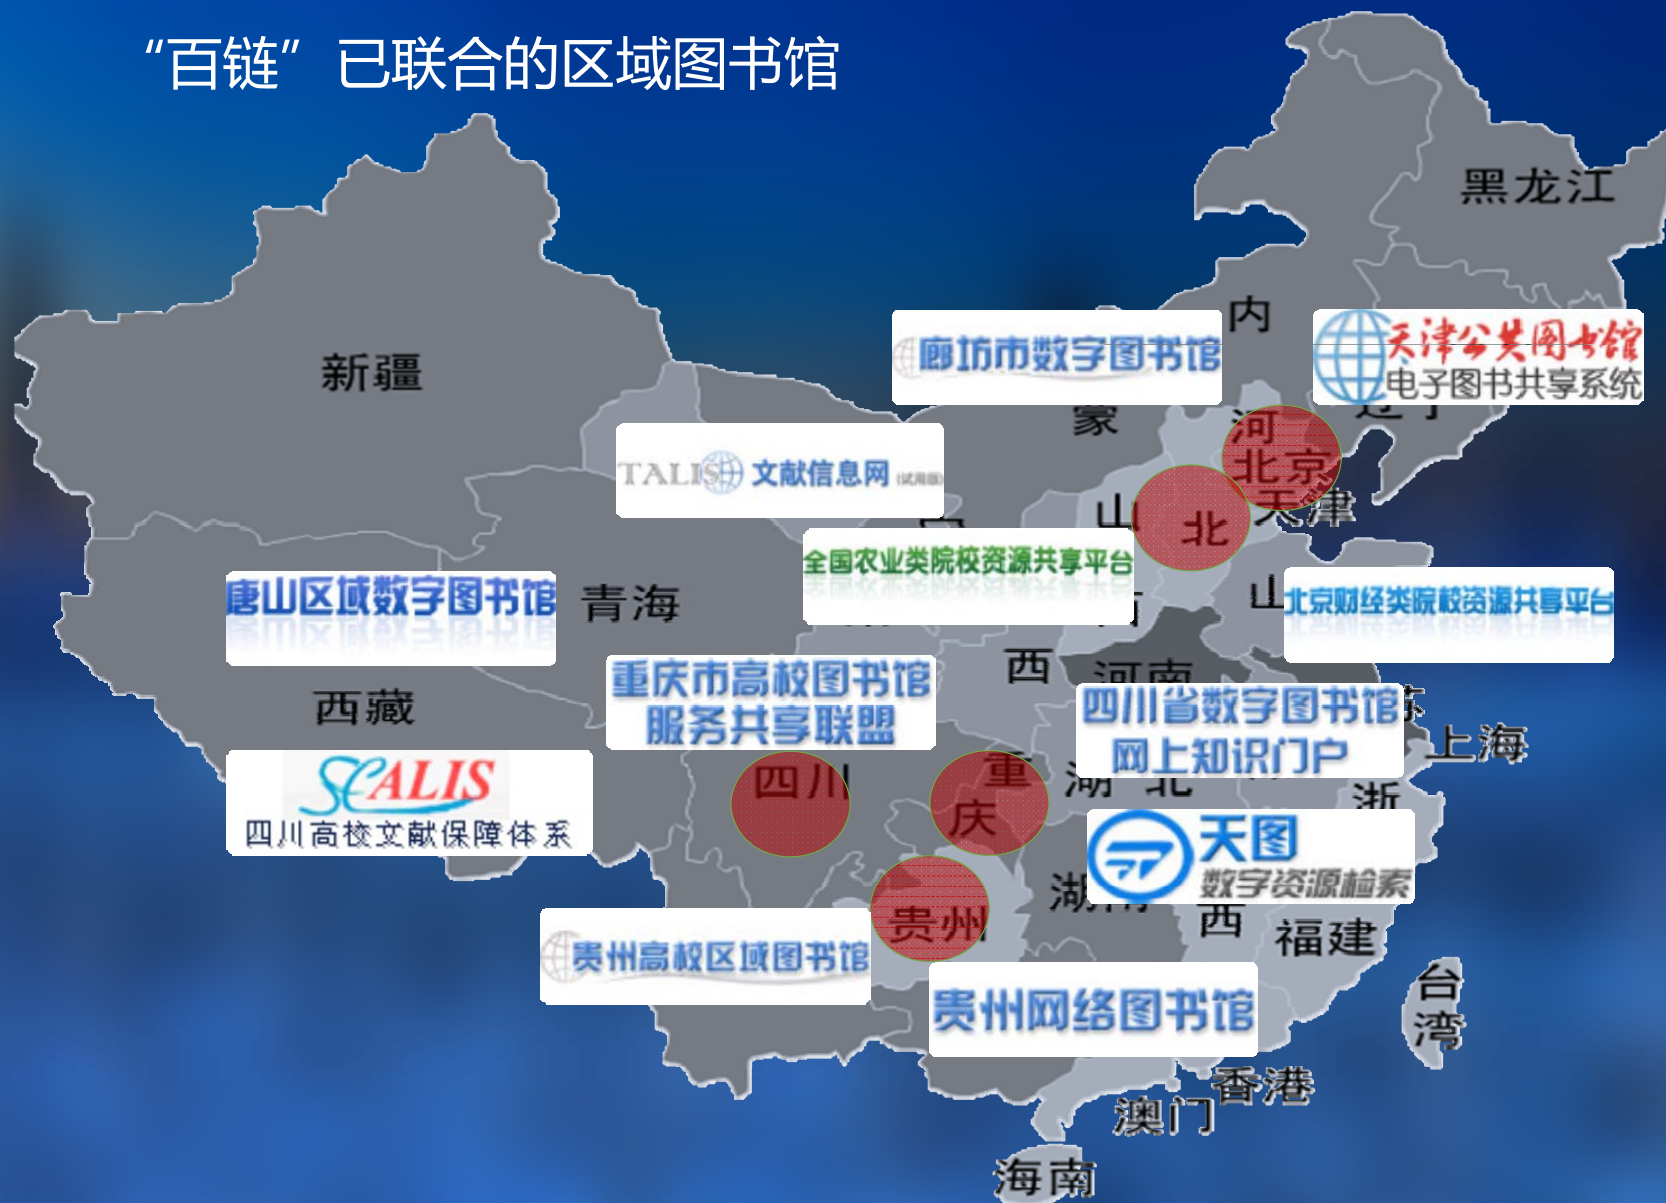 “百链”已联合的区域图书馆
黑龙江
内
新疆
廊坊市数字图书馆
天津公共图书馆
电子图书共享系统
蒙
河
北京
TALIS 文献信息网 (试用版)
天津
山
北
全国农业类院校资源共享平台
唐山区域数字图书馆
青海
山
北京财经类院校资源共享平台
西
河南
重庆市高校图书馆
服务共享联盟
西藏
四川省数字图书馆
网上知识门户
苏
上海
SCALIS
四川高校文献保障体系
四川
重
庆
湖北
浙
天图
数字资源检索
湖南
西
贵州
福建
贵州高校区域图书馆
台
湾
贵州网络图书馆
香港
澳门
海南